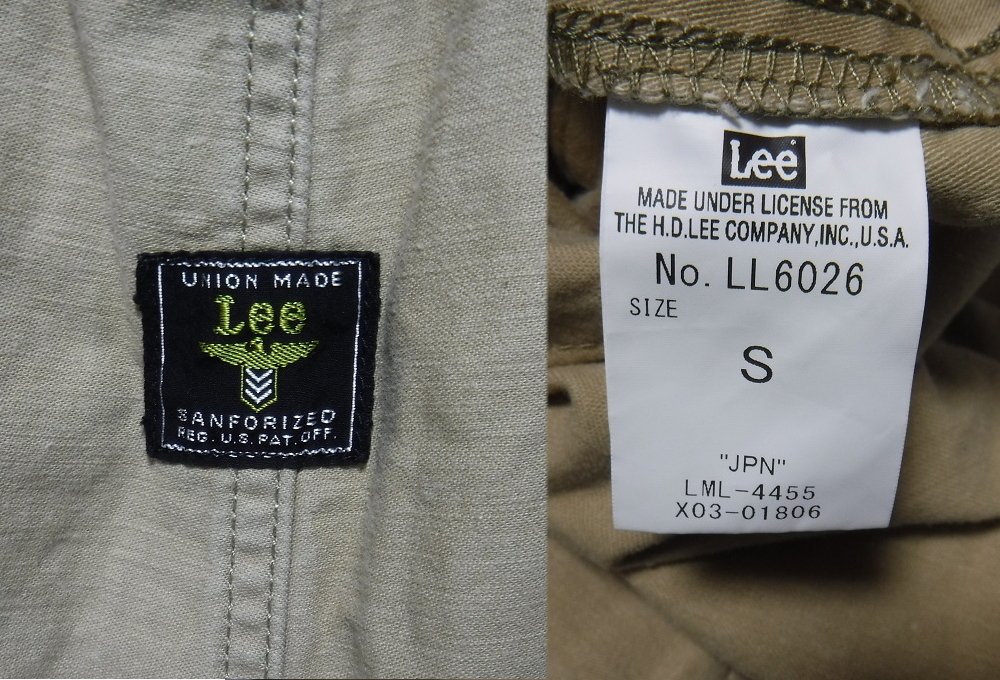 UNION MADE
Lee
SANFORIZED
REG. U.S. PAT. OFF.
Lee
MADE UNDER LICENSE FROM
THE H.D.LEE COMPANY,INC.,U.S.A.
No. LL6026
SIZE
S
"JPN"
LML-4455
X03-01806